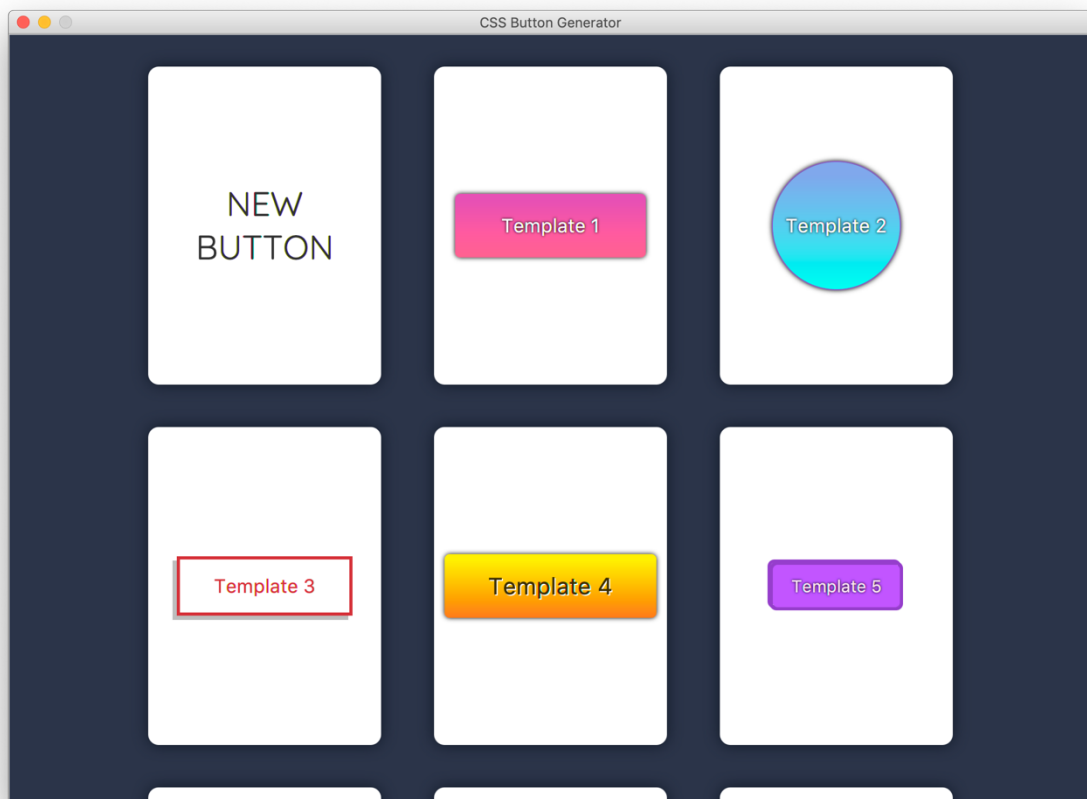 CSS Button Generator
NEW
BUTTON
Template 1
Template 2
Template 3
Template 4
Template 5